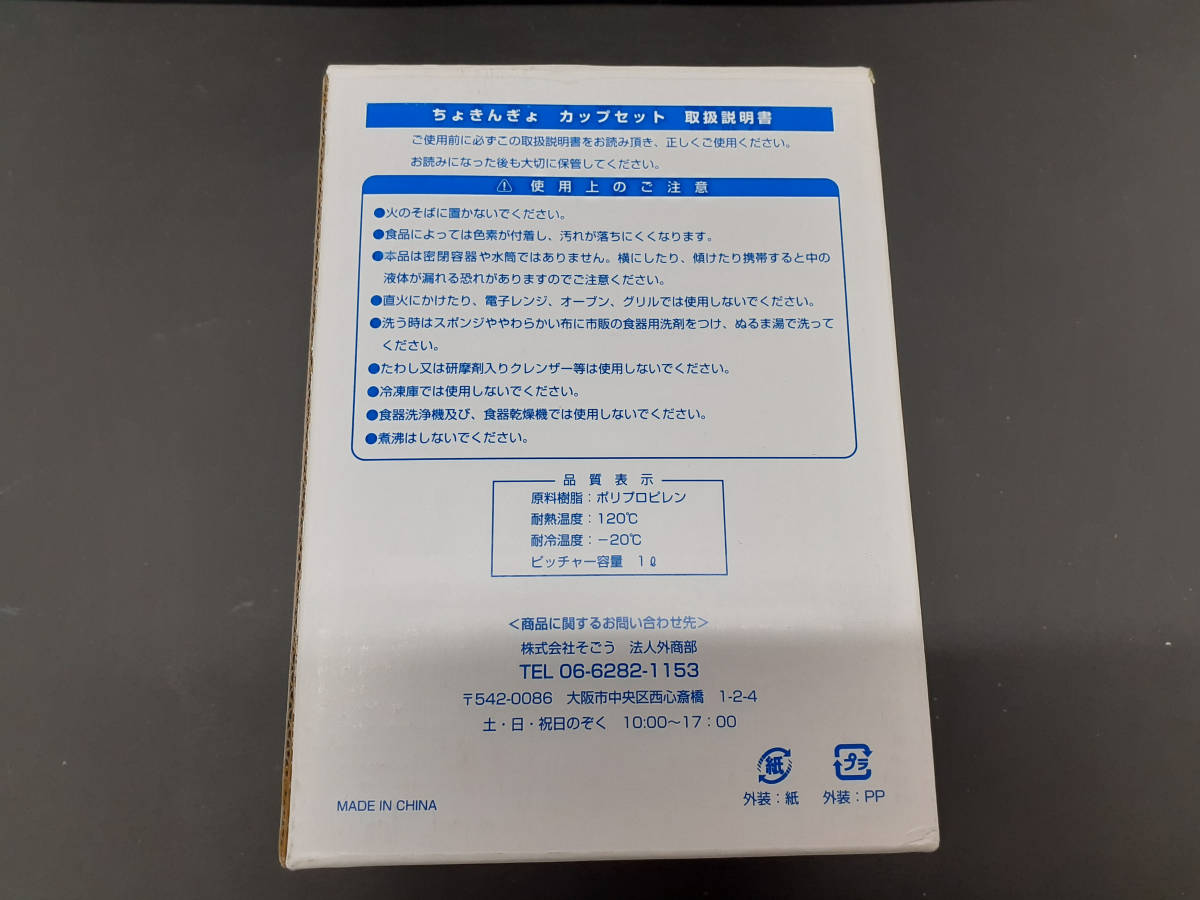 ちょきんぎょ カップセット 取扱説明書
ご使用前に必ずこの取扱説明書をお読み頂き、正しくご使用ください。
お読みになった後も大切に保管してください。
使用上のご注意
●火のそばに置かないでください。
●食品によっては色素が付着し、汚れが落ちにくくなります。
●本品は密閉容器や水筒ではありません。横にしたり、傾けたり携帯すると中の
液体が漏れる恐れがありますのでご注意ください。
●直火にかけたり、電子レンジ、オーブン、グリルでは使用しないでください。
●洗う時はスポンジややわらかい布に市販の食器用洗剤をつけ、ぬるま湯で洗って
ください。
●たわし又は研摩剤入りクレンザー等は使用しないでください。
●冷凍庫では使用しないでください。
●食器洗浄機及び、食器乾燥機では使用しないでください。
●煮沸はしないでください。
品質表示
原料樹脂：ポリプロピレン
耐熱温度：120℃
耐冷温度：−20℃
ピッチャー容量 1ℓ
＜商品に関するお問い合わせ先＞
株式会社そごう 法人外商部
TEL 06-6282-1153
〒542-0086 大阪市中央区西心斎橋 1-2-4
土・日・祝日のぞく 10:00〜17：00
紙 プラ
外装：紙 外装：PP
MADE IN CHINA